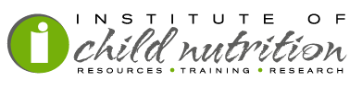 i
INSTITUTE OF
child nutrition
RESOURCES • TRAINING • RESEARCH